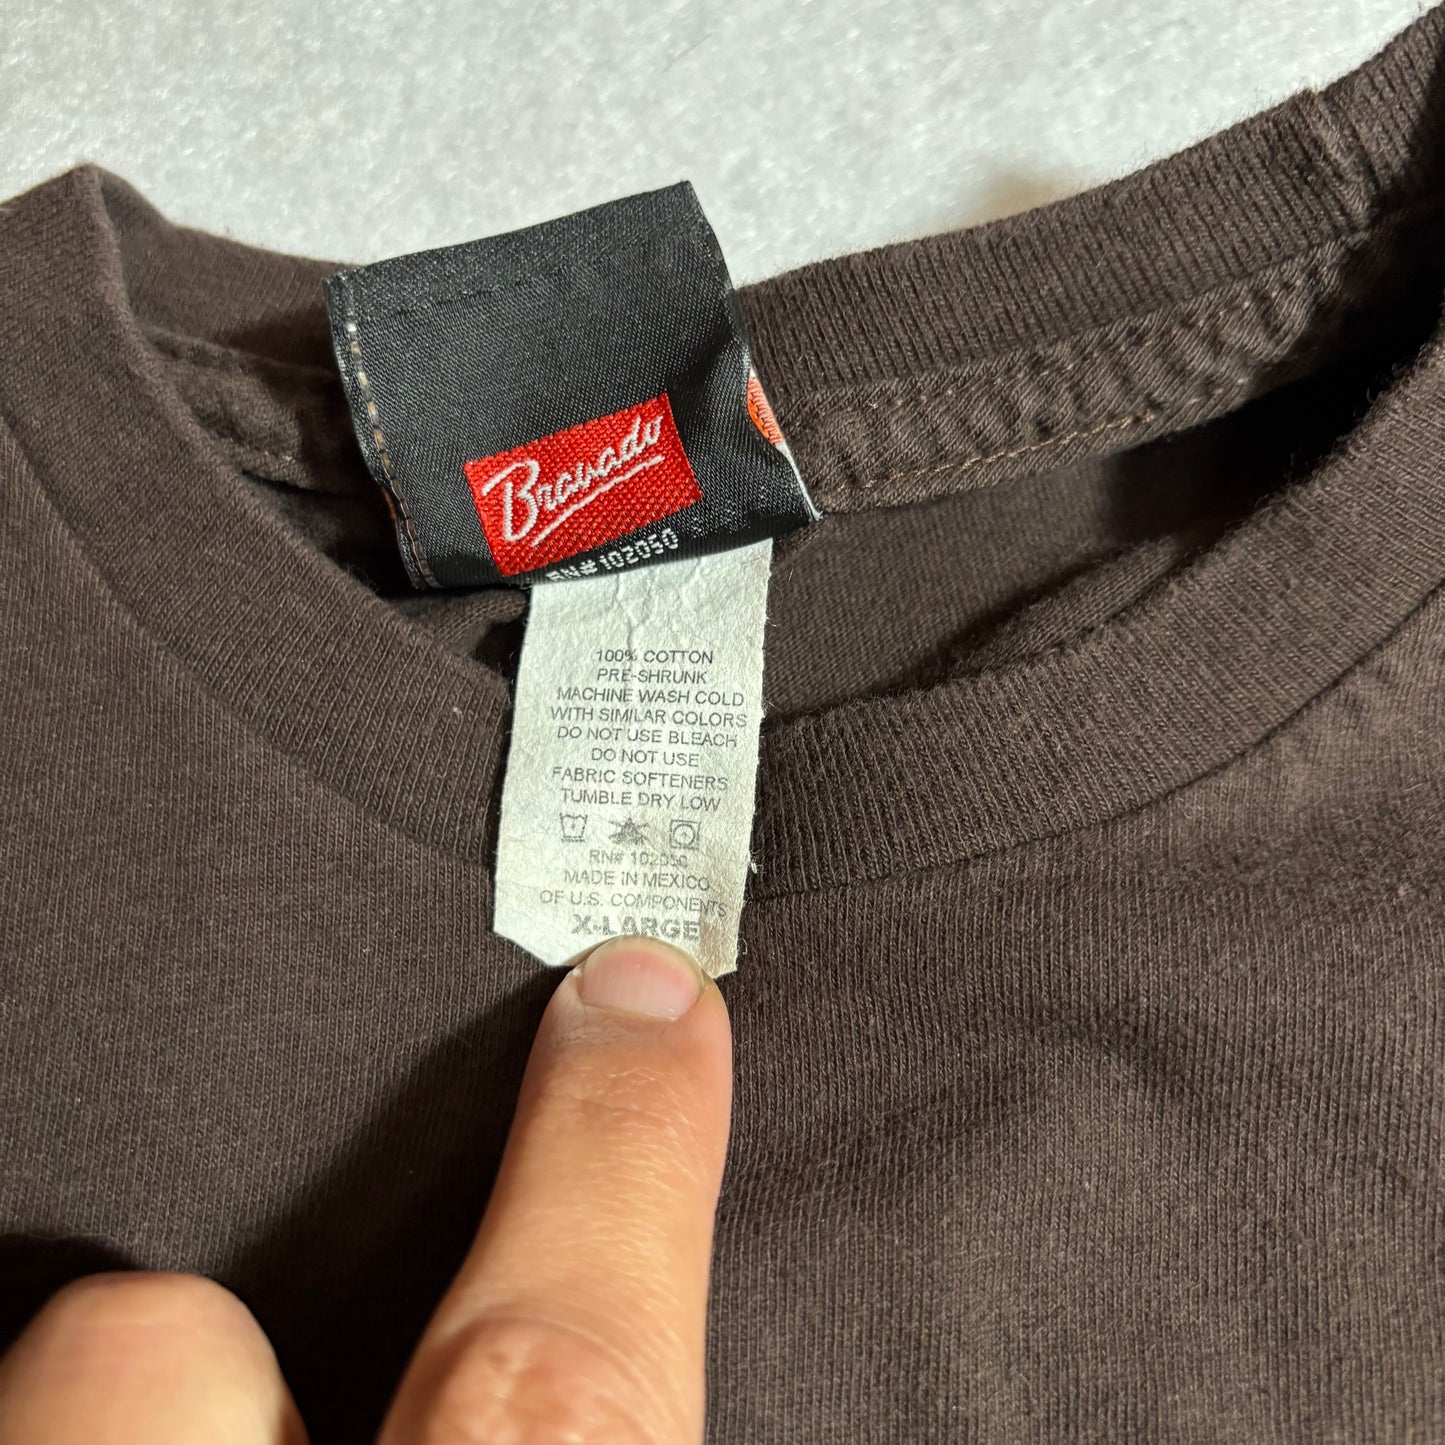 Bravado
RN#102050
100% COTTON
PRE-SHRUNK
MACHINE WASH COLD
WITH SIMILAR COLORS
DO NOT USE BLEACH
DO NOT USE
FABRIC SOFTENERS
TUMBLE DRY LOW
RN# 102050
MADE IN MEXICO
OF U.S. COMPONENTS
X-LARGE